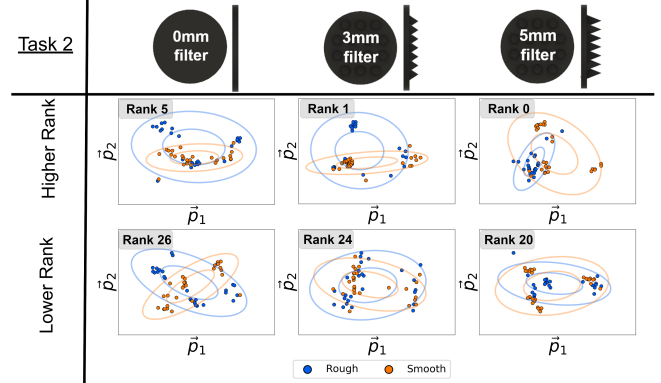 Task 2
0mm
filter
3mm
filter
5mm
filter
Higher Rank
Rank 5
Rank 1
Rank 0
p⃗₂
p⃗₂
p⃗₂
p⃗₁
p⃗₁
p⃗₁
Lower Rank
Rank 26
Rank 24
Rank 20
p⃗₂
p⃗₂
p⃗₂
p⃗₁
p⃗₁
p⃗₁
Rough Smooth